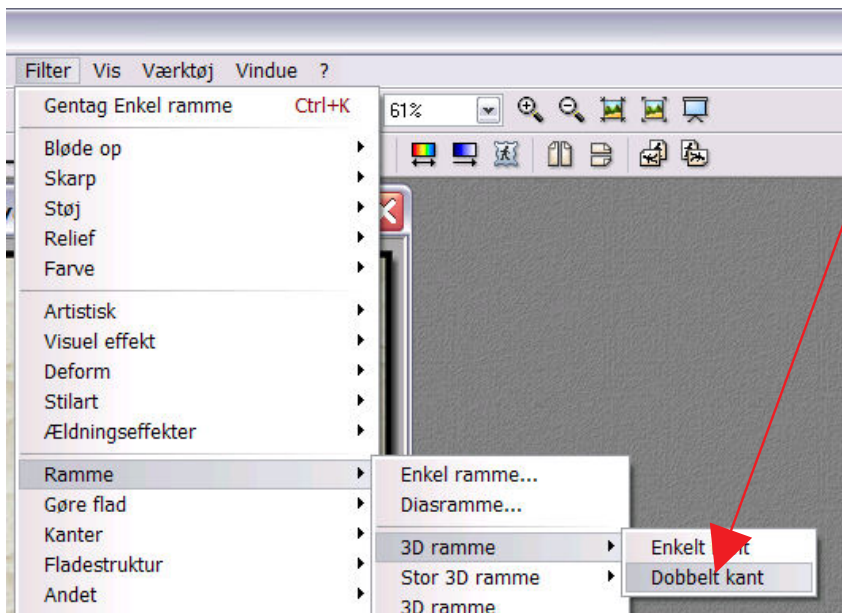 Filter Vis Værktøj Vindue ?
Gentag Enkel ramme Ctrl+K
61%
Bløde op
Skarp
Støj
Relief
Farve
Artistisk
Visuel effekt
Deform
Stilart
Ældningseffekter
Ramme
Gøre flad
Kanter
Fladestruktur
Andet
Enkel ramme...
Diasramme...
3D ramme
Stor 3D ramme
3D ramme
Enkelt
Dobbelt kant